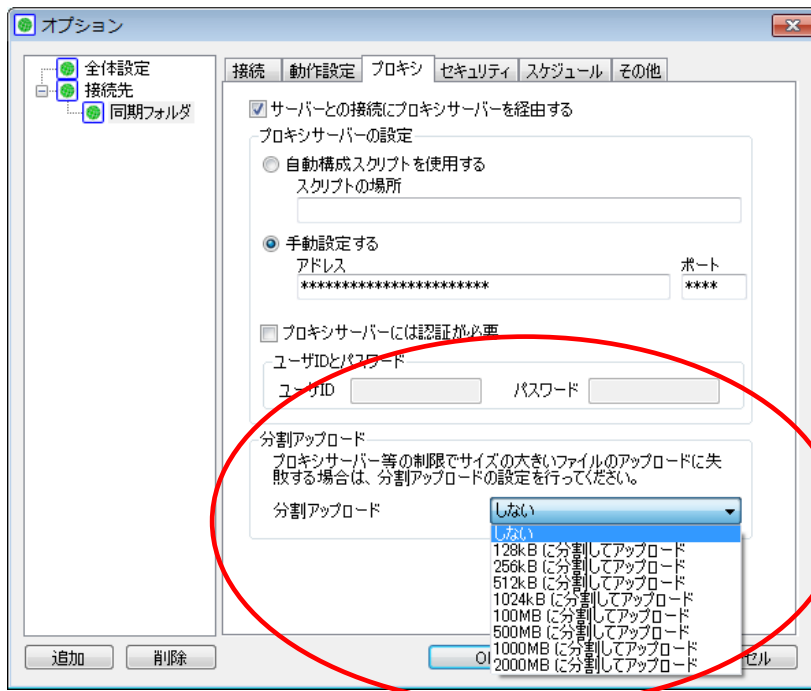 オプション
全体設定
接続先
同期フォルダ
接続 動作設定 プロキシ セキュリティ スケジュール その他
サーバーとの接続にプロキシサーバーを経由する
プロキシサーバーの設定
自動構成スクリプトを使用する
スクリプトの場所
手動設定する
アドレス ポート
*********************** ****
プロキシサーバーには認証が必要
ユーザIDとパスワード
ユーザID パスワード
分割アップロード
プロキシサーバー等の制限でサイズの大きいファイルのアップロードに失
敗する場合は、分割アップロードの設定を行ってください。
分割アップロード しない
しない
128kB に分割してアップロード
256kB に分割してアップロード
512kB に分割してアップロード
1024kB に分割してアップロード
100MB に分割してアップロード
500MB に分割してアップロード
1000MB に分割してアップロード
2000MB に分割してアップロード
追加 削除